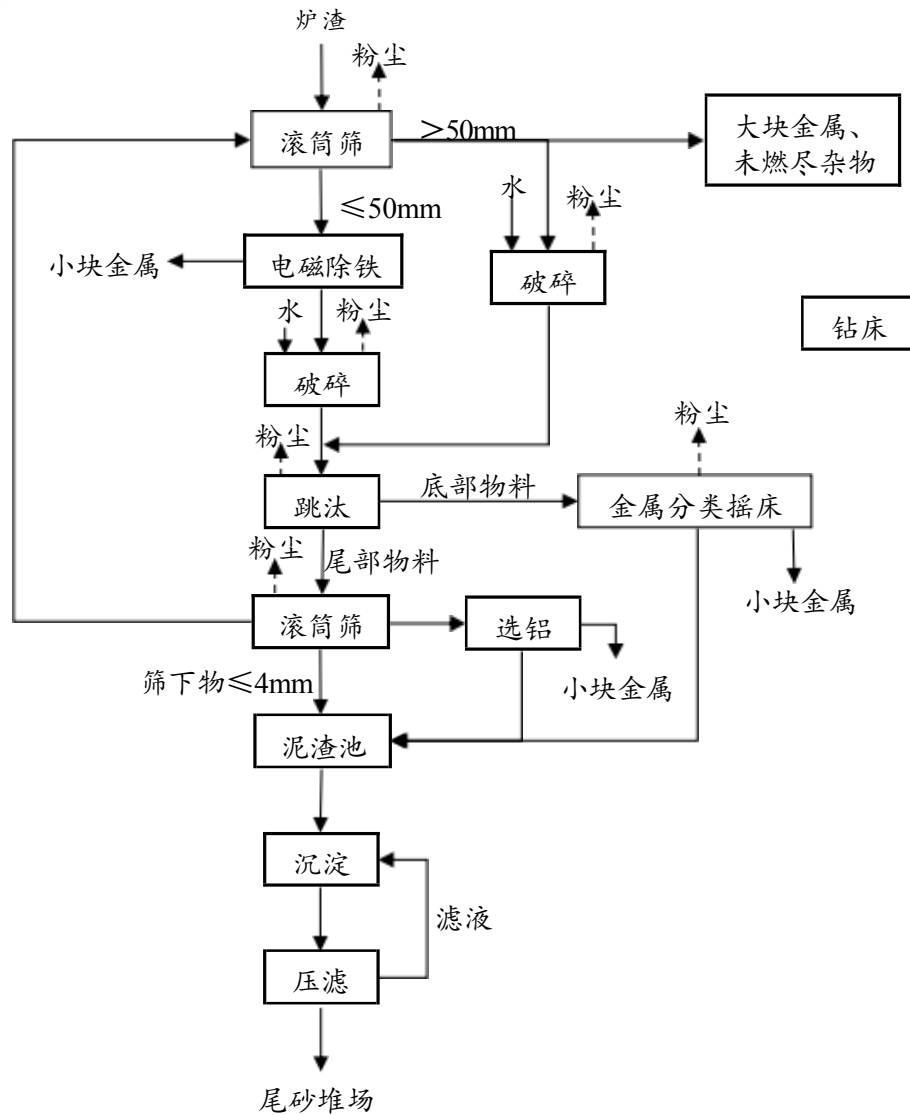 炉渣
粉尘
滚筒筛
>50mm
大块金属、
未燃尽杂物
≤50mm
水
粉尘
小块金属
电磁除铁
破碎
水
粉尘
钻床
破碎
粉尘
粉尘
跳汰
底部物料
金属分类摇床
粉尘
尾部物料
小块金属
滚筒筛
选铝
筛下物≤4mm
小块金属
泥渣池
沉淀
滤液
压滤
尾砂堆场